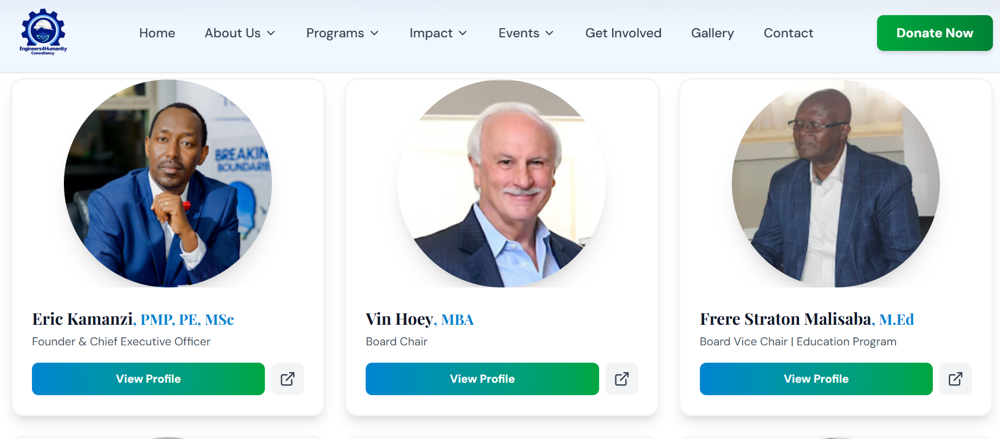 Engineers4Humanity
Consultancy
Home
About Us
Programs
Impact
Events
Get Involved
Gallery
Contact
Donate Now
BREAKIN
BOUNDARIE
Eric Kamanzi, PMP, PE, MSc
Founder & Chief Executive Officer
View Profile
Vin Hoey, MBA
Board Chair
View Profile
Frere Straton Malisaba, M.Ed
Board Vice Chair | Education Program
View Profile